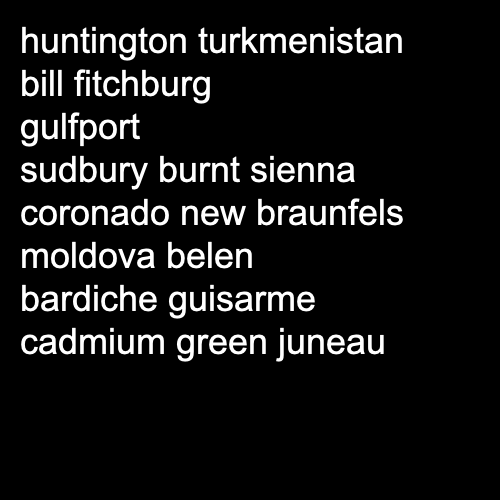 huntington turkmenistan
bill fitchburg
gulfport
sudbury burnt sienna
coronado new braunfels
moldova belen
bardiche guisarme
cadmium green juneau